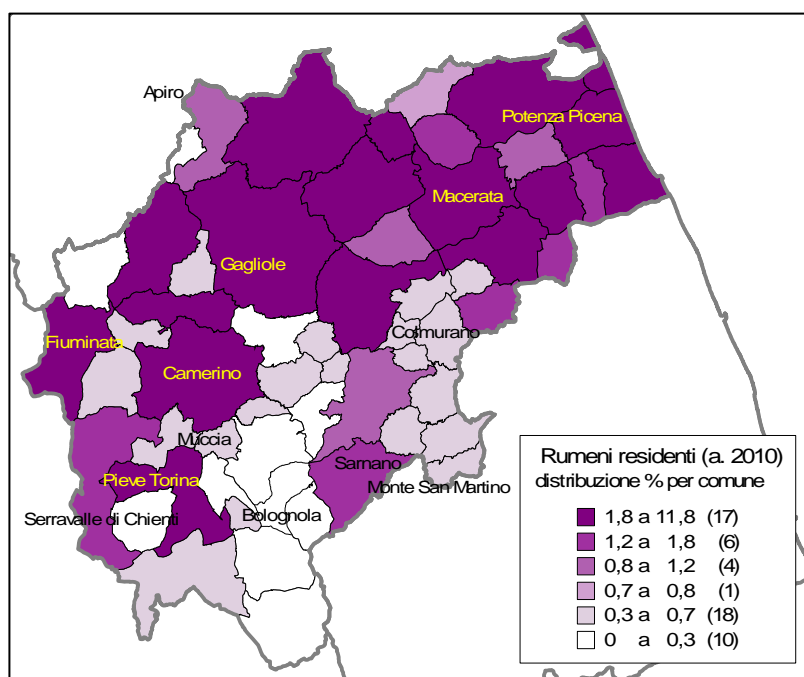 Apiro
Potenza Picena
Macerata
Gagliole
Fiuminata
Colmurano
Camerino
Muccia
Sarnano
Pieve Torina
Monte San Martino
Serravalle di Chienti
Bolognola
Rumeni residenti (a. 2010)
distribuzione % per comune
1,8 a 11,8 (17)
1,2 a 1,8 (6)
0,8 a 1,2 (4)
0,7 a 0,8 (1)
0,3 a 0,7 (18)
0 a 0,3 (10)